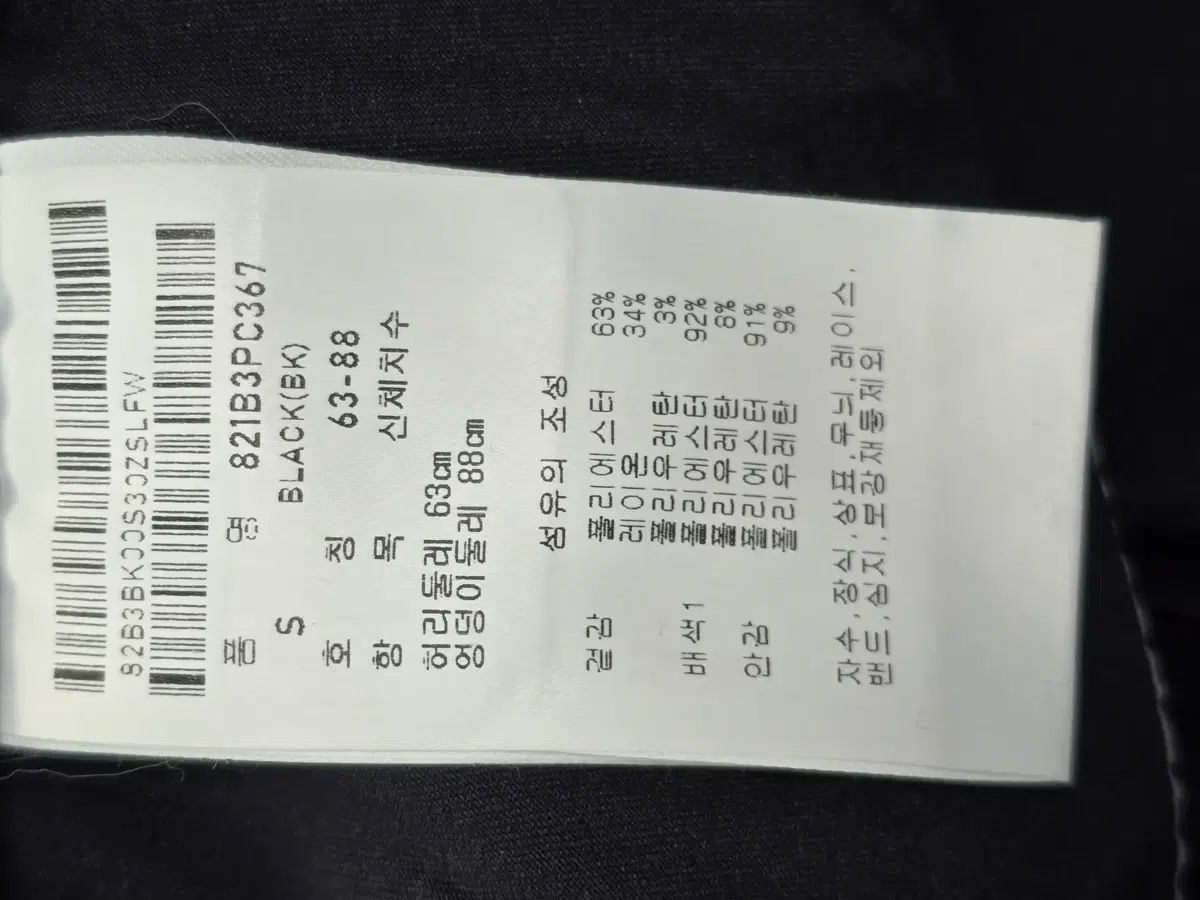 82B3BK00S30ZSLFW
품 명 821B3PC367
S BLACK(BK)
호 칭 63-88
항 목 신체치수
허리둘레 63cm
엉덩이둘레 88cm
섬유의 조성
겉감 폴리에스터 63%
레이온 34%
폴리우레탄 3%
배색1 폴리에스터 92%
폴리우레탄 8%
안감 폴리에스터 91%
폴리우레탄 9%
자수,장식,상표,무늬,레이스,
밴드,심지,모강재들제외